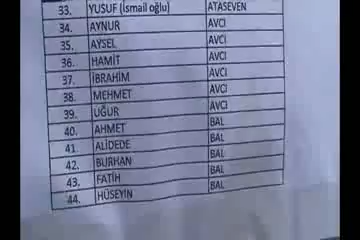 33. YUSUF (İsmail oğlu) ATASEVEN
34. AYNUR AVCI
35. AYSEL AVCI
36. HAMİT AVCI
37. İBRAHİM AVCI
38. MEHMET AVCI
39. UĞUR AVCI
40. AHMET BAL
41. ALİDEDE BAL
42. BURHAN BAL
43. FATİH BAL
44. HÜSEYİN BAL